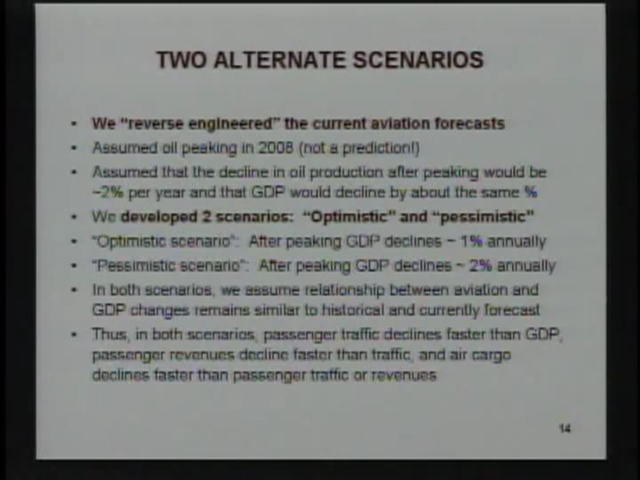 TWO ALTERNATE SCENARIOS
• We “reverse engineered” the current aviation forecasts
• Assumed oil peaking in 2008 (not a prediction!)
• Assumed that the decline in oil production after peaking would be
~2% per year and that GDP would decline by about the same %
• We developed 2 scenarios: “Optimistic” and “pessimistic”
• “Optimistic scenario”: After peaking GDP declines ~ 1% annually
• “Pessimistic scenario”: After peaking GDP declines ~ 2% annually
• In both scenarios, we assume relationship between aviation and
GDP changes remains similar to historical and currently forecast
• Thus, in both scenarios, passenger traffic declines faster than GDP,
passenger revenues decline faster than traffic, and air cargo
declines faster than passenger traffic or revenues
14